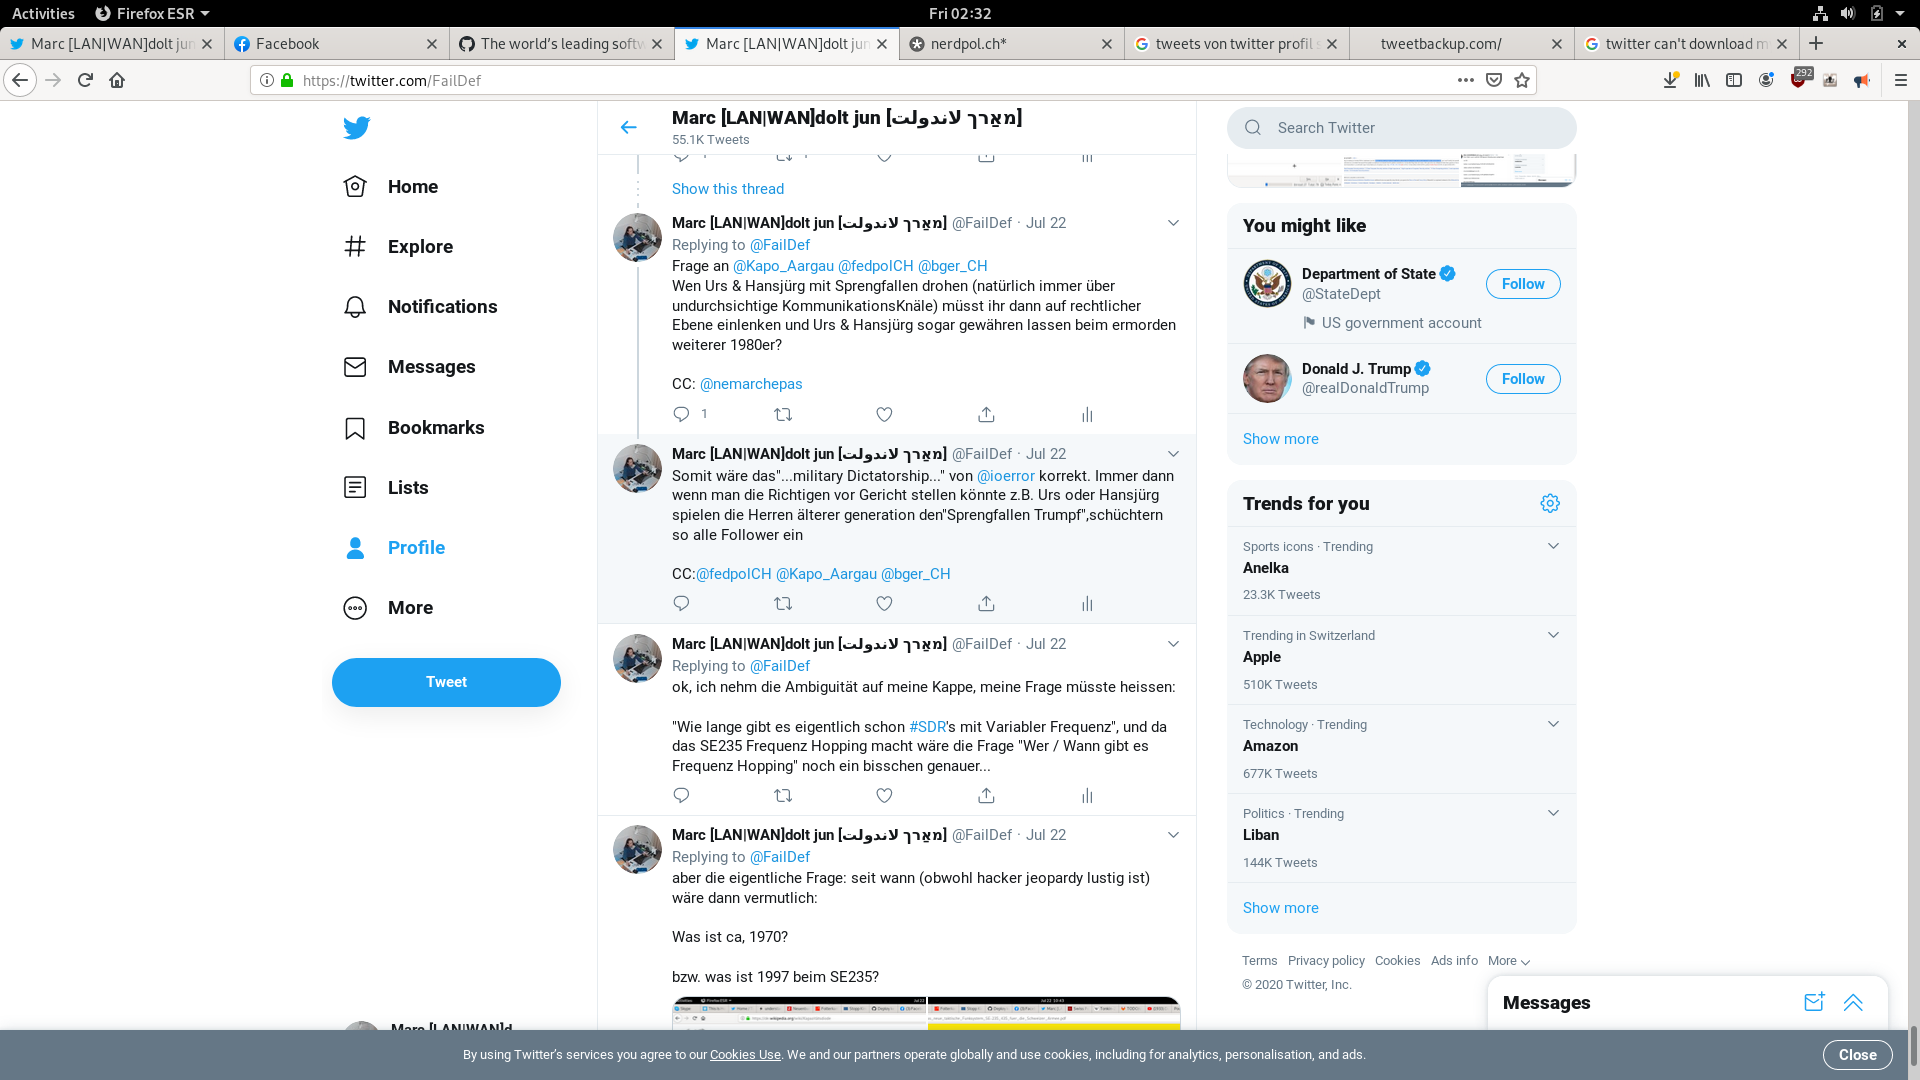 Activities
Firefox ESR
Fri 02:32
Marc [LAN|WAN]dolt jun
Facebook
The world's leading softw
Marc [LAN|WAN]dolt jun
nerdpol.ch*
tweets von twitter profil s
tweetbackup.com/
twitter can't download m
https://twitter.com/FailDef
292
Home
Explore
Notifications
Messages
Bookmarks
Lists
Profile
More
Tweet
Marc [LAN|WAN]d
Marc [LAN|WAN]dolt jun [מאַרך לאנדولت]
55.1K Tweets
Show this thread
Marc [LAN|WAN]dolt jun @FailDef · Jul 22
Replying to @FailDef
Frage an @Kapo_Aargau @fedpolCH @bger_CH
Wen Urs & Hansjürg mit Sprengfallen drohen (natürlich immer über
undurchsichtige KommunikationsKnäle) müsst ihr dann auf rechtlicher
Ebene einlenken und Urs & Hansjürg sogar gewähren lassen beim ermorden
weiterer 1980er?
CC: @nemarchepas
1
Marc [LAN|WAN]dolt jun @FailDef · Jul 22
Somit wäre das"...military Dictatorship..." von @ioerror korrekt. Immer dann
wenn man die Richtigen vor Gericht stellen könnte z.B. Urs oder Hansjürg
spielen die Herren älterer generation den"Sprengfallen Trumpf",schüchtern
so alle Follower ein
CC:@fedpolCH @Kapo_Aargau @bger_CH
Marc [LAN|WAN]dolt jun @FailDef · Jul 22
Replying to @FailDef
ok, ich nehm die Ambiguität auf meine Kappe, meine Frage müsste heissen:
"Wie lange gibt es eigentlich schon #SDR's mit Variabler Frequenz", und da
das SE235 Frequenz Hopping macht wäre die Frage "Wer / Wann gibt es
Frequenz Hopping" noch ein bisschen genauer...
Marc [LAN|WAN]dolt jun @FailDef · Jul 22
Replying to @FailDef
aber die eigentliche Frage: seit wann (obwohl hacker jeopardy lustig ist)
wäre dann vermutlich:
Was ist ca, 1970?
bzw. was ist 1997 beim SE235?
Search Twitter
You might like
Department of State
@StateDept
US government account
Follow
Donald J. Trump
@realDonaldTrump
Follow
Show more
Trends for you
Sports icons · Trending
Anelka
23.3K Tweets
Trending in Switzerland
Apple
510K Tweets
Technology · Trending
Amazon
677K Tweets
Politics · Trending
Liban
144K Tweets
Show more
Terms Privacy policy Cookies Ads info More
© 2020 Twitter, Inc.
Messages
By using Twitter's services you agree to our Cookies Use. We and our partners operate globally and use cookies, including for analytics, personalisation, and ads.
Close